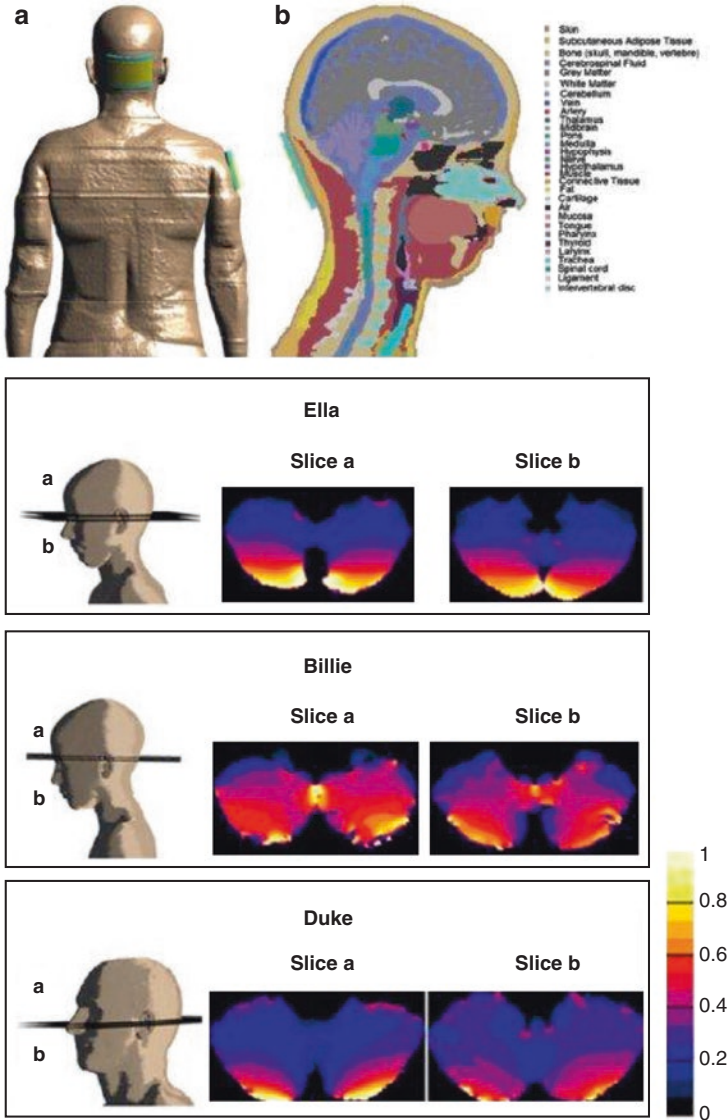 a
b
Skin
Subcutaneous Adipose Tissue
Bone (skull, mandible, vertebre)
Cerebrospinal Fluid
Grey Matter
White Matter
Cerebellum
Vein
Artery
Thalamus
Midbrain
Pons
Medulla
Hypophysis
Nerve
Hypothalamus
Muscle
Connective Tissue
Fat
Cartilage
Air
Mucosa
Tongue
Pharynx
Thyroid
Larynx
Trachea
Spinal cord
Ligament
Intervertebral disc
Ella
Slice a
Slice b
a
b
Billie
Slice a
Slice b
a
b
Duke
Slice a
Slice b
a
b
1
0.8
0.6
0.4
0.2
0